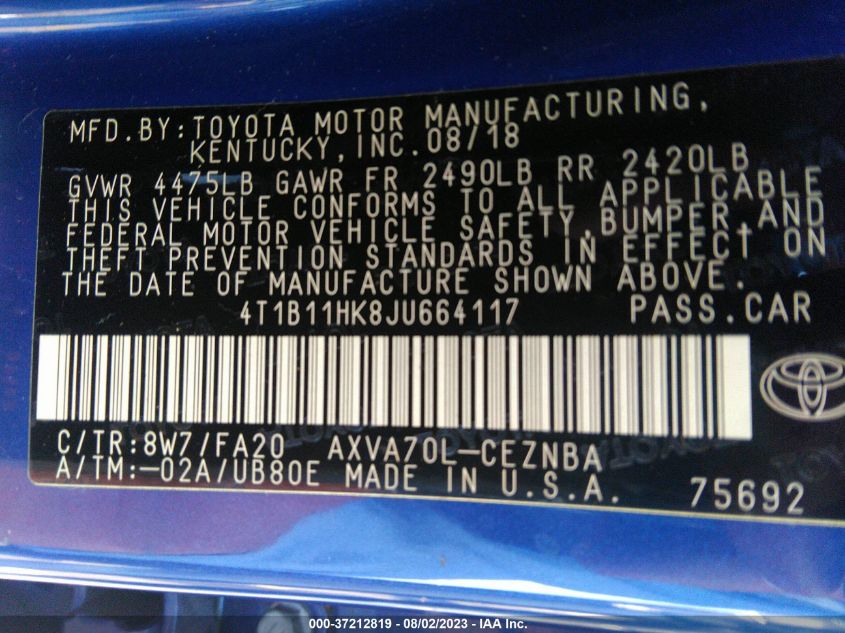 MFD.BY:TOYOTA MOTOR MANUFACTURING,
KENTUCKY,INC.08/18
GVWR 4475LB GAWR FR 2490LB RR 2420LB
THIS VEHICLE CONFORMS TO ALL APPLICABLE
FEDERAL MOTOR VEHICLE SAFETY,BUMPER,AND
THEFT PREVENTION STANDARDS IN EFFECT ON
THE DATE OF MANUFACTURE SHOWN ABOVE.
4T1B11HK8JU664117 PASS.CAR
C/TR:8W7/FA20 AXVA70L-CEZNBA
A/TM:-02A/UB80E MADE IN U.S.A. 75692
000-37212819 - 08/02/2023 - IAA Inc.